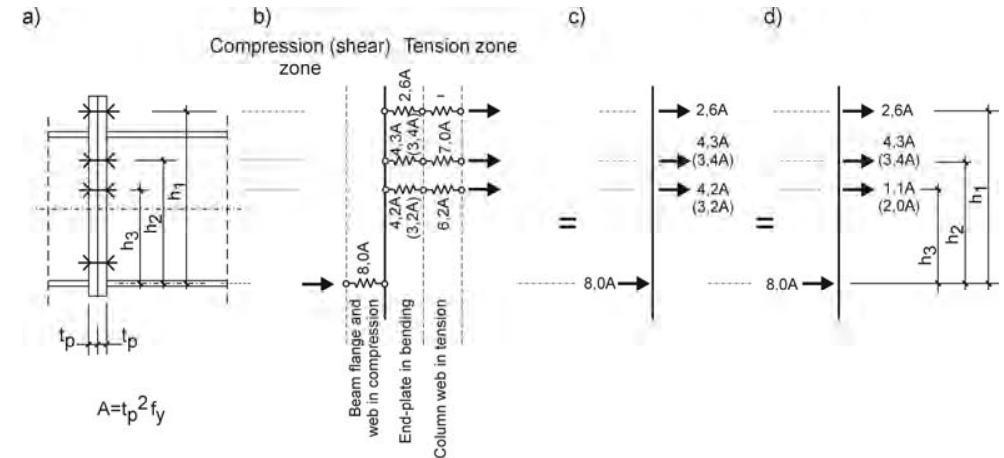 a)
b)
c)
d)
Compression (shear)
zone
Tension zone
h₁
h₂
h₃
tp
tp
A=tp²fy
2,6A
–
4,3A
(3,4A)
7,0A
4,2A
(3,2A)
6,2A
8,0A
Beam flange and
web in compression
End-plate in bending
Column web in tension
=
2,6A
4,3A
(3,4A)
4,2A
(3,2A)
8,0A
=
2,6A
4,3A
(3,4A)
1.1A
(2,0A)
8.0A
h₁
h₂
h₃